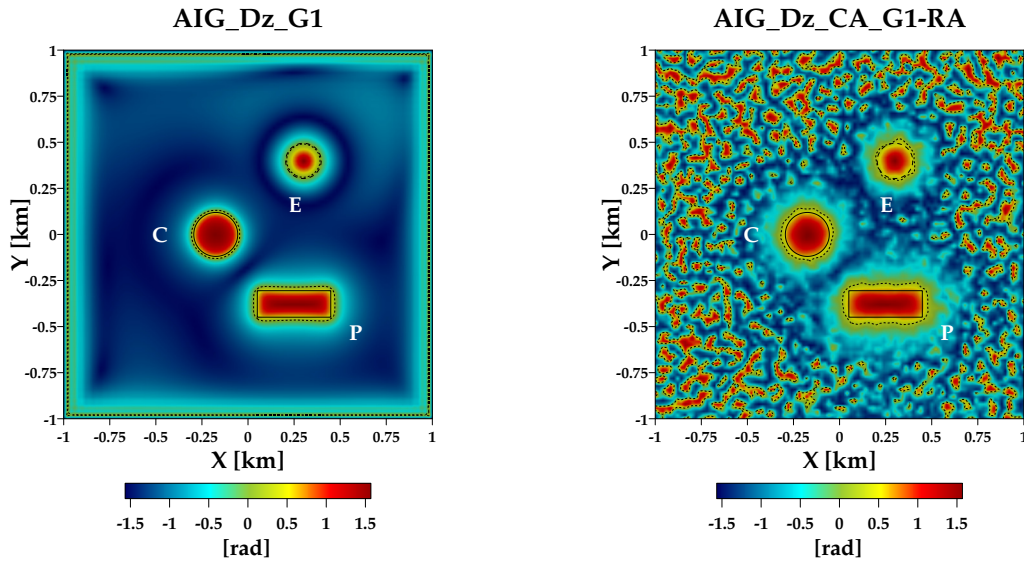 AIG_Dz_G1
1
0.75
0.5
0.25
0
-0.25
-0.5
-0.75
-1
Y [km]
E
C
P
-1 -0.75 -0.5 -0.25 0 0.25 0.5 0.75 1
X [km]
-1.5 -1 -0.5 0 0.5 1 1.5
[rad]
AIG_Dz_CA_G1-RA
1
0.75
0.5
0.25
0
-0.25
-0.5
-0.75
-1
Y [km]
E
C
P
-1 -0.75 -0.5 -0.25 0 0.25 0.5 0.75 1
X [km]
-1.5 -1 -0.5 0 0.5 1 1.5
[rad]